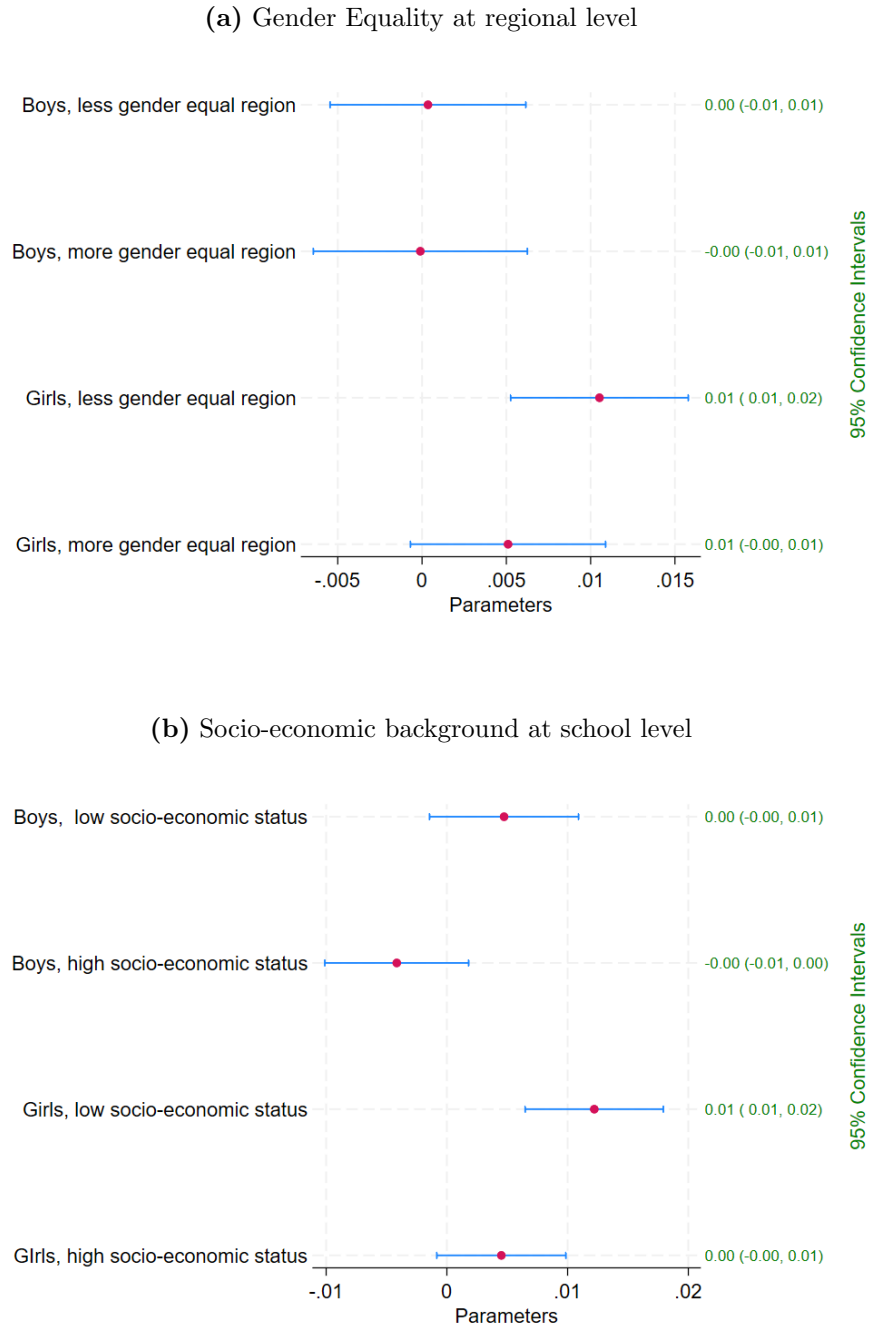 (a) Gender Equality at regional level
Boys, less gender equal region
0.00 (-0.01, 0.01)
Boys, more gender equal region
-0.00 (-0.01, 0.01)
Girls, less gender equal region
0.01 ( 0.01, 0.02)
Girls, more gender equal region
0.01 (-0.00, 0.01)
95% Confidence Intervals
-.005 0 .005 .01 .015
Parameters
(b) Socio-economic background at school level
Boys,  low socio-economic status
0.00 (-0.00, 0.01)
Boys, high socio-economic status
-0.00 (-0.01, 0.00)
Girls, low socio-economic status
0.01 ( 0.01, 0.02)
GIrls, high socio-economic status
0.00 (-0.00, 0.01)
95% Confidence Intervals
-.01 0 .01 .02
Parameters